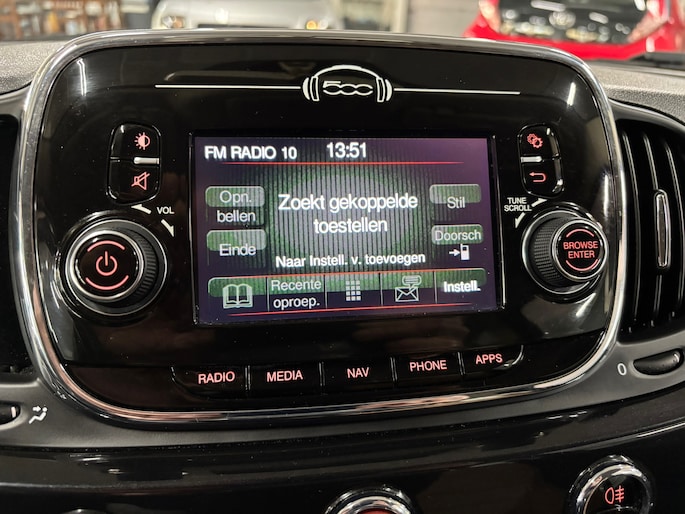 500
FM RADIO 10 13:51
Opn.
bellen
Zoekt gekoppelde
toestellen
Stil
Einde
Doorsch
Naar Instell. v. toevoegen
Recente
oproep.
Instell.
VOL
TUNE
SCROLL
BROWSE
ENTER
RADIO
MEDIA
NAV
PHONE
APPS
0